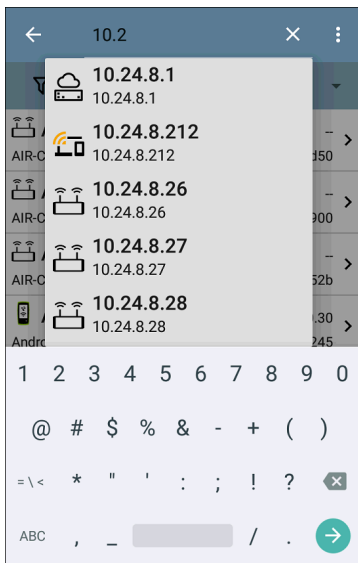 10.2
10.24.8.1
10.24.8.1
10.24.8.212
10.24.8.212
10.24.8.26
10.24.8.26
10.24.8.27
10.24.8.27
10.24.8.28
10.24.8.28
--
AIR-C
d50
--
AIR-C
900
--
AIR-C
52b
.30
Andro
245
1 2 3 4 5 6 7 8 9 0
@ # $ % & - + ( )
= \ < * " ' : ; ! ?
ABC , _ / .